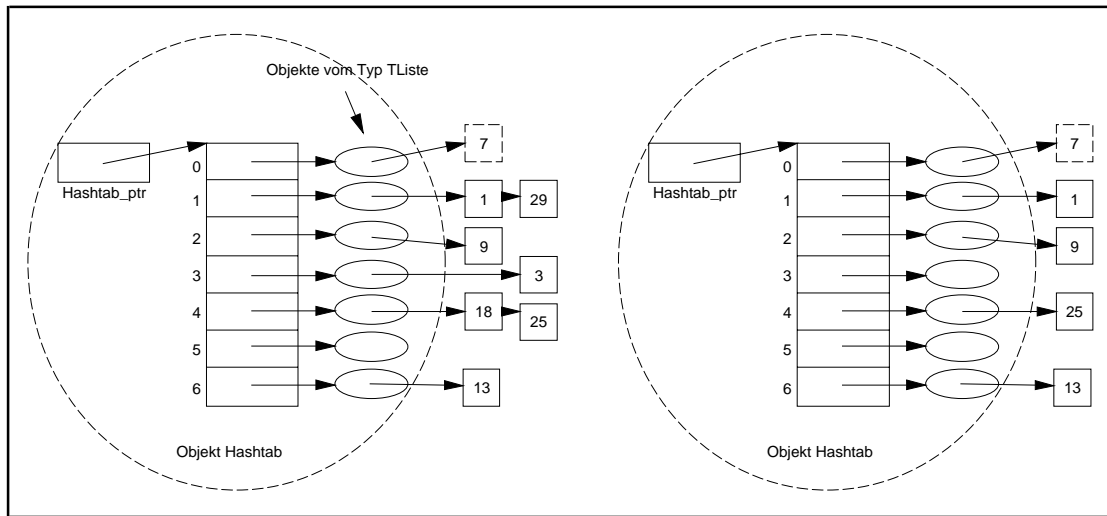 Objekte vom Typ TListe
Hashtab_ptr
0 7
1 1 29
2 9
3 3
4 18 25
5
6 13
Objekt Hashtab
Hashtab_ptr
0 7
1 1
2 9
3
4 25
5
6 13
Objekt Hashtab